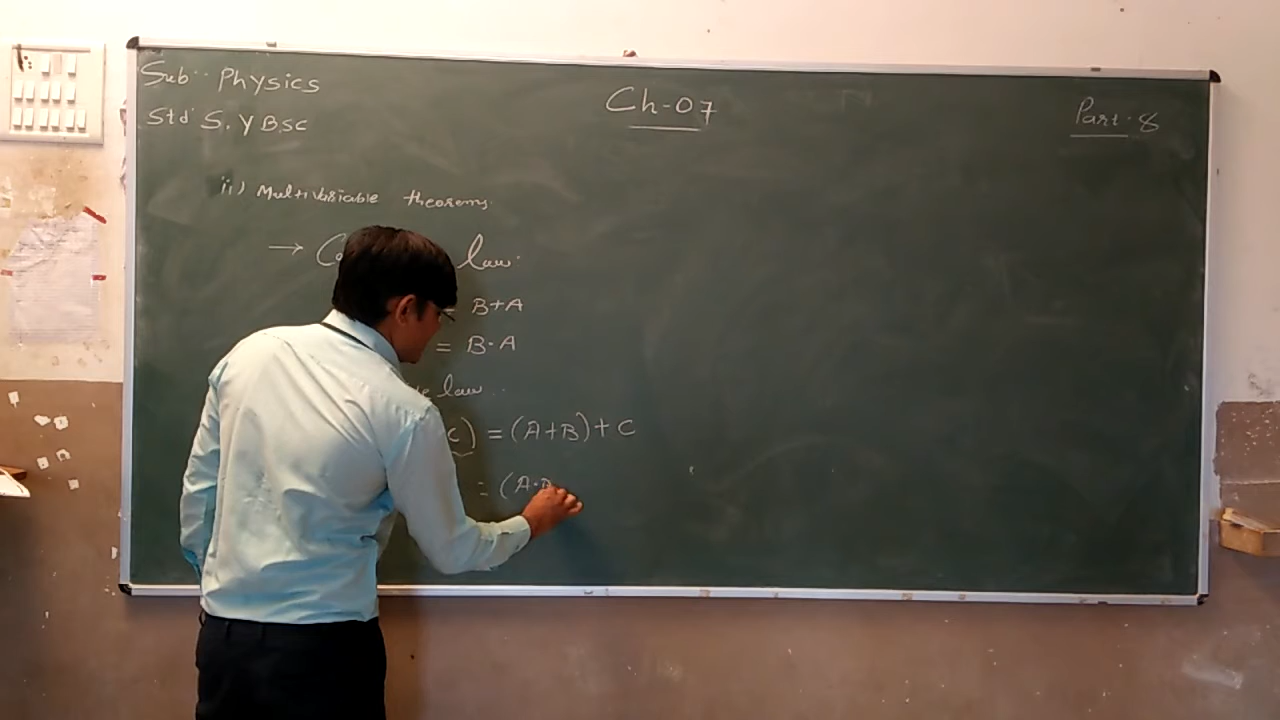 Sub: Physics
Std S.Y BSC
Ch-07
Part-8
ii) Multivariable theorems.
→ law.
B+A
= B·A
law.
C) = (A+B)+C
= (A·B